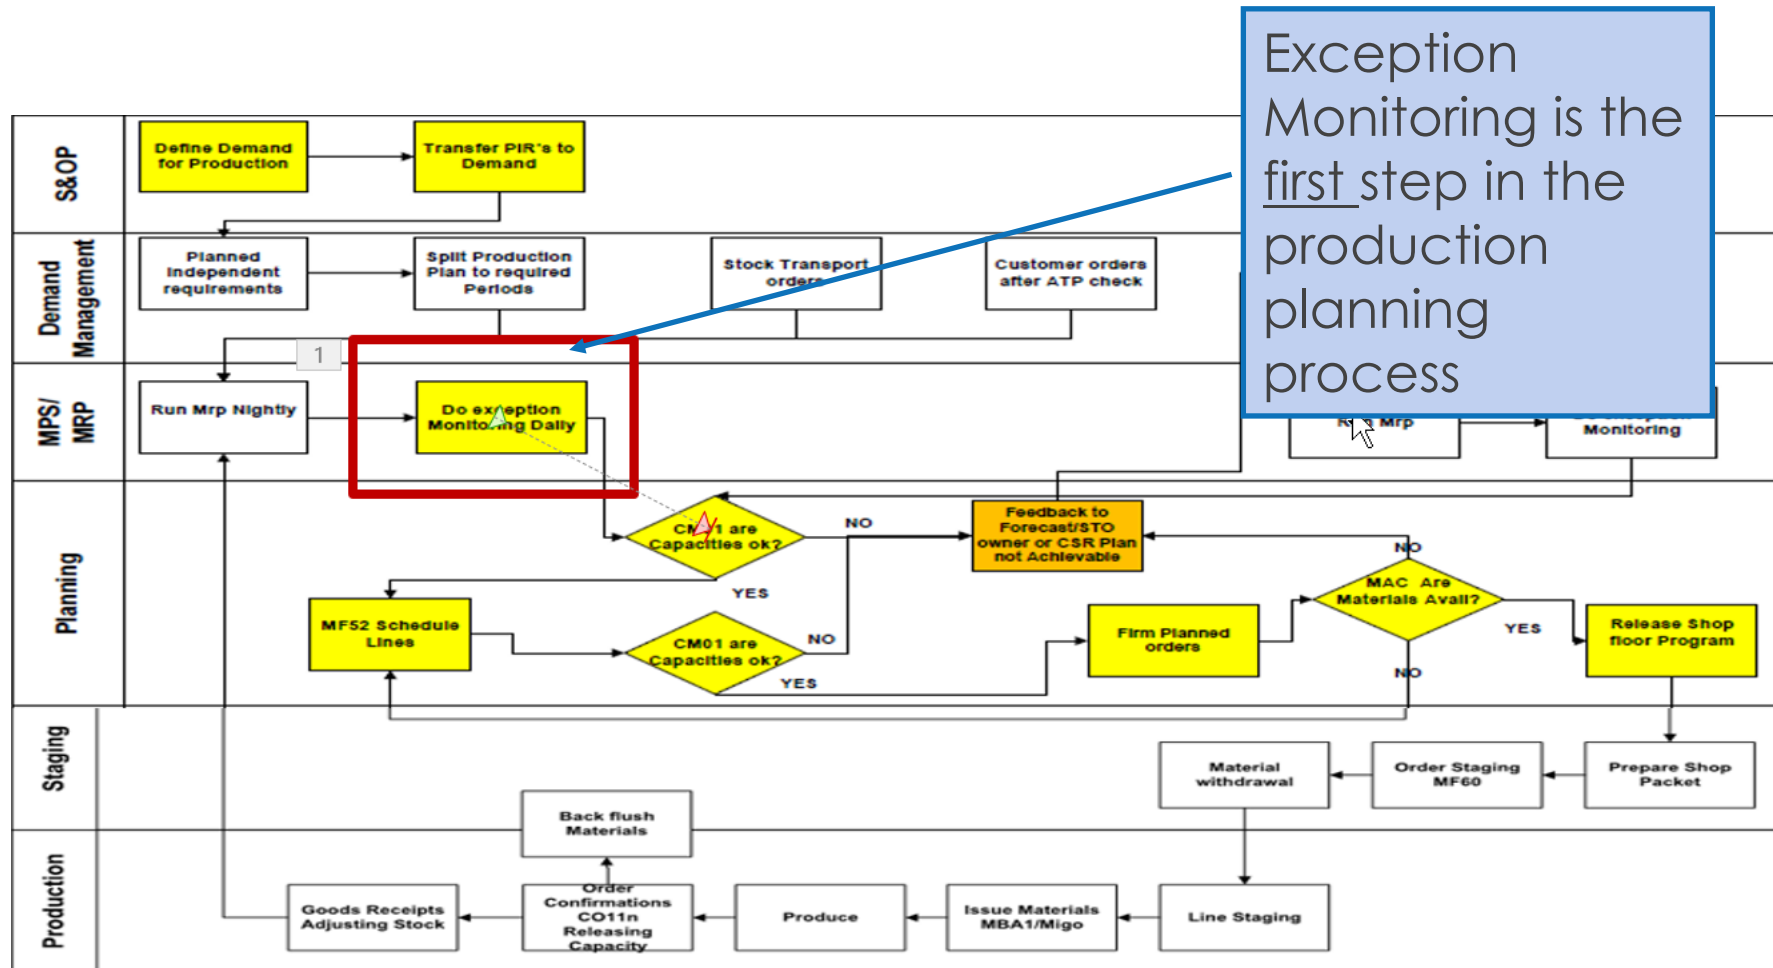 Exception
Monitoring is the
first step in the
production
planning
process
S&OP
Define Demand
for Production
Transfer PIR's to
Demand
Demand
Management
Planned
Independent
requirements
Split Production
Plan to required
Periods
Stock Transport
orders
Customer orders
after ATP check
1
MPS/
MRP
Run Mrp Nightly
Do exception
Monitoring Daily
Run Mrp
Monitoring
Planning
CM01 are
Capacities ok?
NO
YES
Feedback to
Forecast/STO
owner or CSR Plan
not Achievable
MF52 Schedule
Lines
CM01 are
Capacities ok?
NO
YES
Firm Planned
orders
NO
MAC Are
Materials Avail?
YES
NO
Release Shop
floor Program
Staging
Material
withdrawal
Order Staging
MF60
Prepare Shop
Packet
Back flush
Materials
Production
Goods Receipts
Adjusting Stock
Order
Confirmations
CO11n
Releasing
Capacity
Produce
Issue Materials
MBA1/Migo
Line Staging